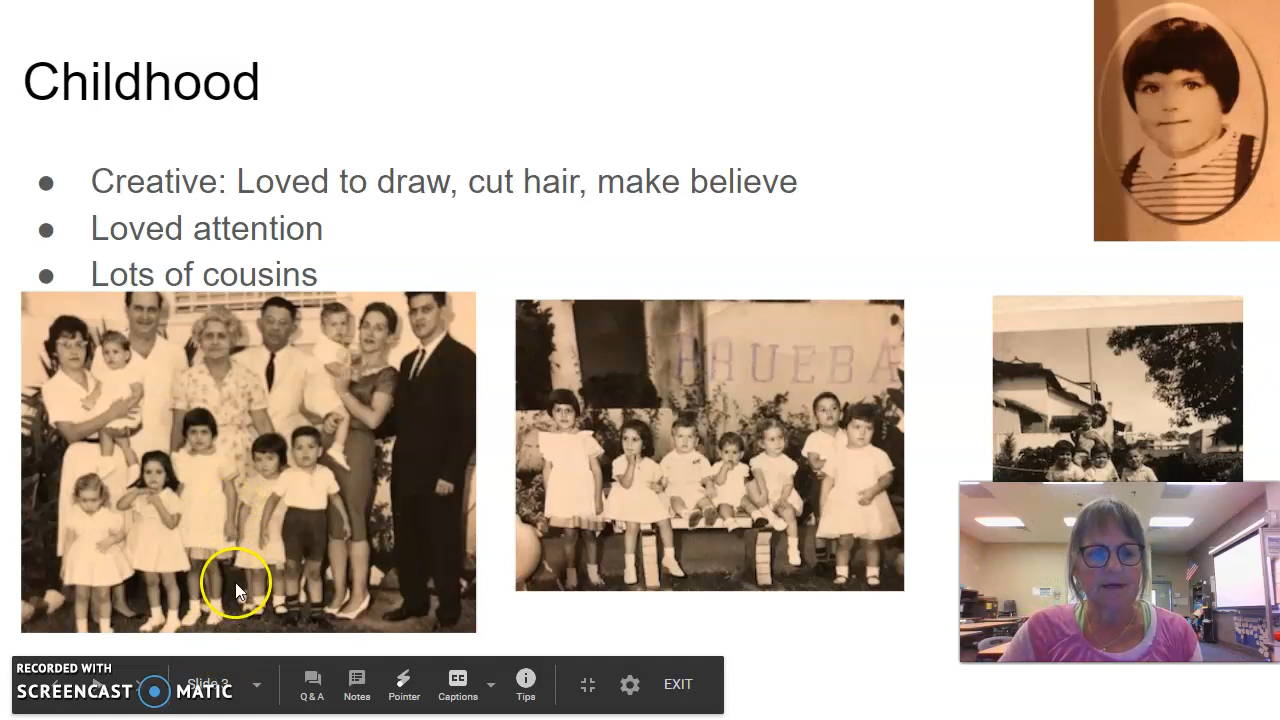 Childhood
● Creative: Loved to draw, cut hair, make believe
● Loved attention
● Lots of cousins
PRUEBA
RECORDED WITH
SCREENCAST MATIC
Slide 3
Q & A
Notes
Pointer
Captions
Tips
EXIT